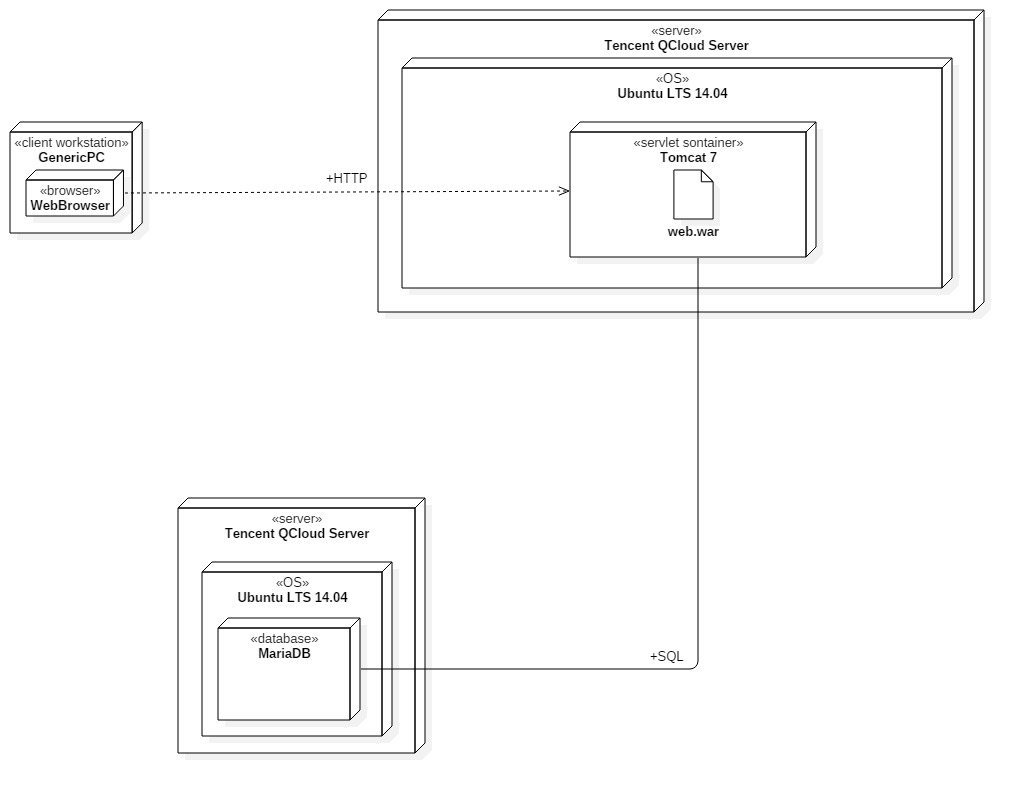 «server»
Tencent QCloud Server
«OS»
Ubuntu LTS 14.04
«client workstation»
GenericPC
«browser»
WebBrowser
+HTTP
«servlet sontainer»
Tomcat 7
web.war
«server»
Tencent QCloud Server
«OS»
Ubuntu LTS 14.04
«database»
MariaDB
+SQL